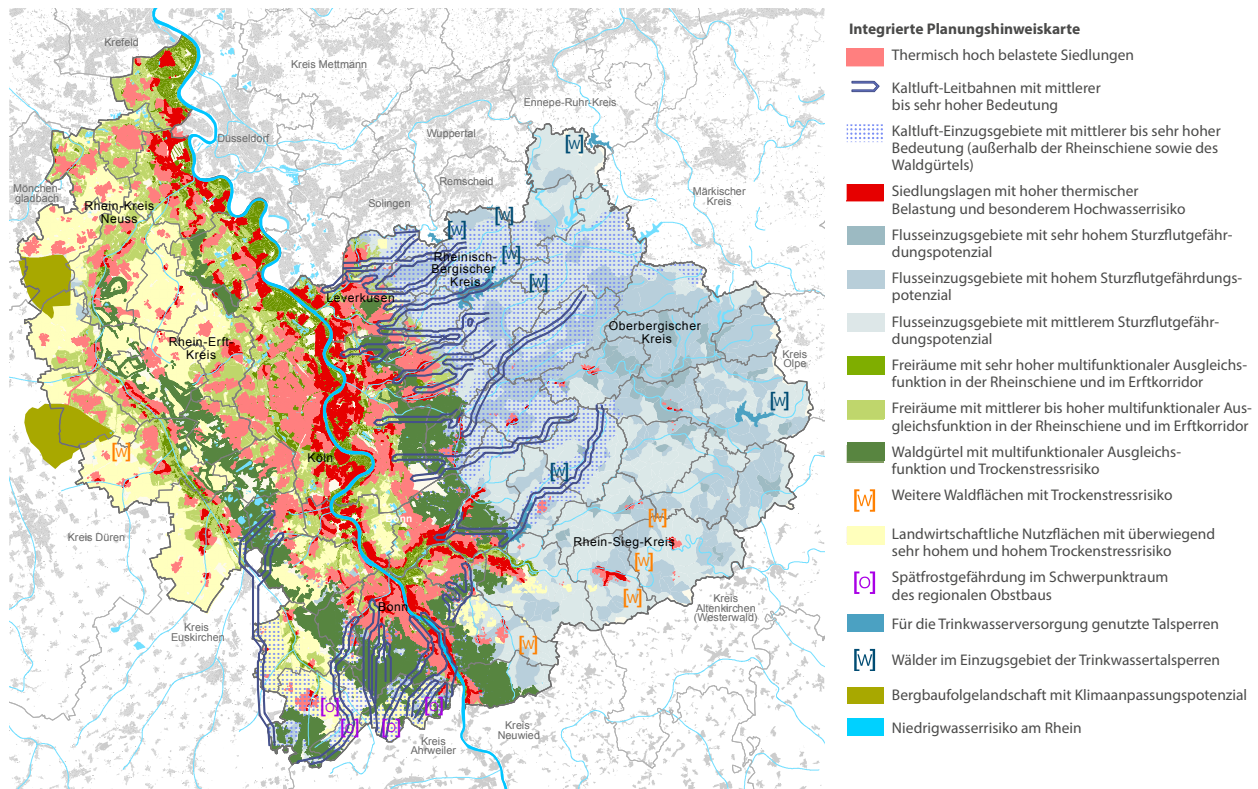 Krefeld
Kreis Mettmann
Ennepe-Ruhr-Kreis
Düsseldorf
Wuppertal
Remscheid
Märkischer
Kreis
Mönchen-
gladbach
Solingen
Rhein-Kreis
Neuss
Rheinisch-
Bergischer
Kreis
Leverkusen
Oberbergischer
Kreis
Rhein-Erft-
Kreis
Kreis
Olpe
Köln
Bonn
Kreis Düren
Rhein-Sieg-Kreis
Kreis
Euskirchen
Bonn
Kreis
Altenkirchen
(Westerwald)
Kreis
Neuwied
Kreis
Ahrweiler
[W]
[W]
[W]
[W]
[W]
[W]
[W]
[W]
[W]
[W]
[W]
[W]
[O]
[O]
[O]
[O]
Integrierte Planungshinweiskarte
Thermisch hoch belastete Siedlungen
Kaltluft-Leitbahnen mit mittlerer
bis sehr hoher Bedeutung
Kaltluft-Einzugsgebiete mit mittlerer bis sehr hoher
Bedeutung (außerhalb der Rheinschiene sowie des
Waldgürtels)
Siedlungslagen mit hoher thermischer
Belastung und besonderem Hochwasserrisiko
Flusseinzugsgebiete mit sehr hohem Sturzflutgefähr-
dungspotenzial
Flusseinzugsgebiete mit hohem Sturzflutgefährdungs-
potenzial
Flusseinzugsgebiete mit mittlerem Sturzflutgefähr-
dungspotenzial
Freiräume mit sehr hoher multifunktionaler Ausgleichs-
funktion in der Rheinschiene und im Erftkorridor
Freiräume mit mittlerer bis hoher multifunktionaler Aus-
gleichsfunktion in der Rheinschiene und im Erftkorridor
Waldgürtel mit multifunktionaler Ausgleichs-
funktion und Trockenstressrisiko
[W] Weitere Waldflächen mit Trockenstressrisiko
Landwirtschaftliche Nutzflächen mit überwiegend
sehr hohem und hohem Trockenstressrisiko
[O] Spätfrostgefährdung im Schwerpunktraum
des regionalen Obstbaus
Für die Trinkwasserversorgung genutzte Talsperren
[W] Wälder im Einzugsgebiet der Trinkwassertalsperren
Bergbaufolgelandschaft mit Klimaanpassungspotenzial
Niedrigwasserrisiko am Rhein